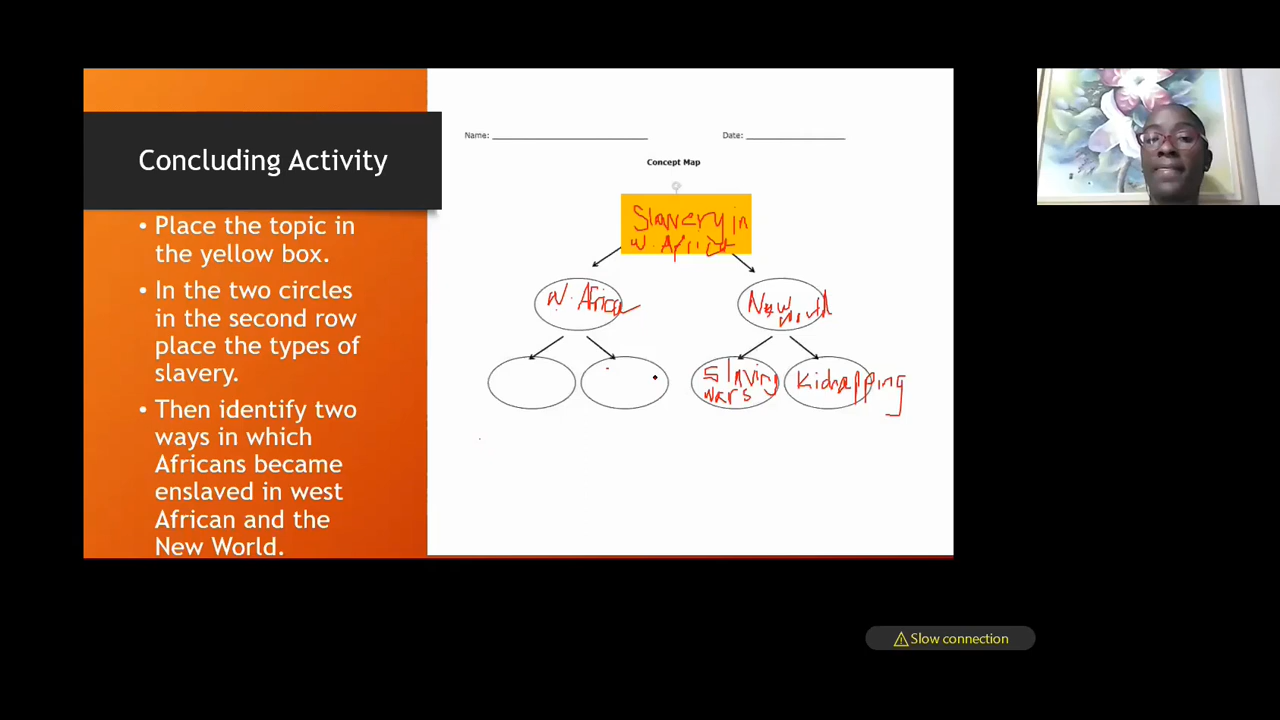 Concluding Activity
• Place the topic in
the yellow box.
• In the two circles
in the second row
place the types of
slavery.
• Then identify two
ways in which
Africans became
enslaved in west
African and the
New World.
Name: ____________________
Date: ____________________
Concept Map
Slavery in
W. Africa
W. Africa
New
World
Slaving
wars
Kidnapping
Slow connection